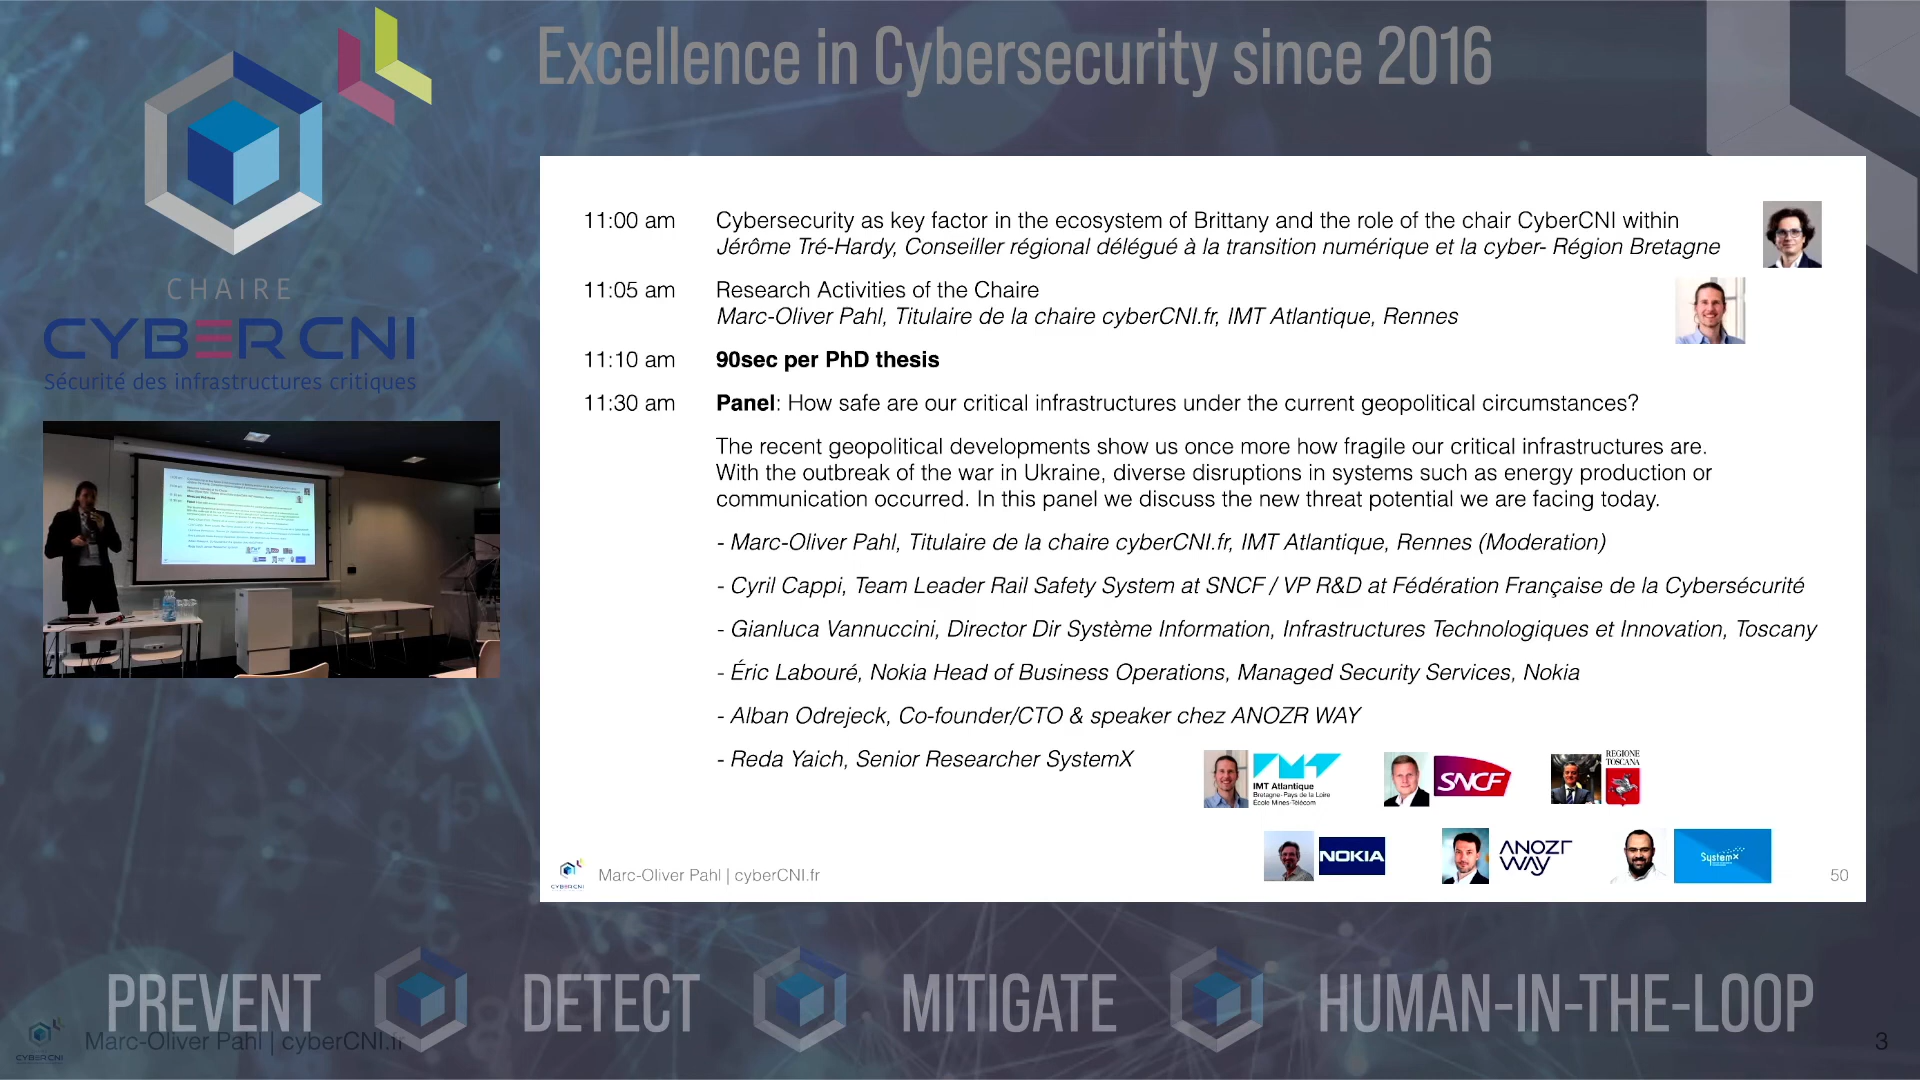 Excellence in Cybersecurity since 2016
CHAIRE
CYBERCNI
Sécurité des infrastructures critiques
11:00 am Cybersecurity as key factor in the ecosystem of Brittany and the role of the chair CyberCNI within
Jérôme Tré-Hardy, Conseiller régional délégué à la transition numérique et la cyber- Région Bretagne
11:05 am Research Activities of the Chaire
Marc-Oliver Pahl, Titulaire de la chaire cyberCNI.fr, IMT Atlantique, Rennes
11:10 am 90sec per PhD thesis
11:30 am Panel: How safe are our critical infrastructures under the current geopolitical circumstances?
The recent geopolitical developments show us once more how fragile our critical infrastructures are.
With the outbreak of the war in Ukraine, diverse disruptions in systems such as energy production or
communication occurred. In this panel we discuss the new threat potential we are facing today.
- Marc-Oliver Pahl, Titulaire de la chaire cyberCNI.fr, IMT Atlantique, Rennes (Moderation)
- Cyril Cappi, Team Leader Rail Safety System at SNCF / VP R&D at Fédération Française de la Cybersécurité
- Gianluca Vannuccini, Director Dir Système Information, Infrastructures Technologiques et Innovation, Toscany
- Éric Labouré, Nokia Head of Business Operations, Managed Security Services, Nokia
- Alban Odrejeck, Co-founder/CTO & speaker chez ANOZR WAY
- Reda Yaich, Senior Researcher SystemX
IMT Atlantique
Bretagne-Pays de la Loire
École Mines-Télécom
SNCF
REGIONE
TOSCANA
NOKIA
ANOZR
WAY
SystemX
CYBERCNI
Marc-Oliver Pahl | cyberCNI.fr
50
PREVENT DETECT MITIGATE HUMAN-IN-THE-LOOP
CYBERCNI
Marc-Oliver Pahl | cyberCNI.fr
3